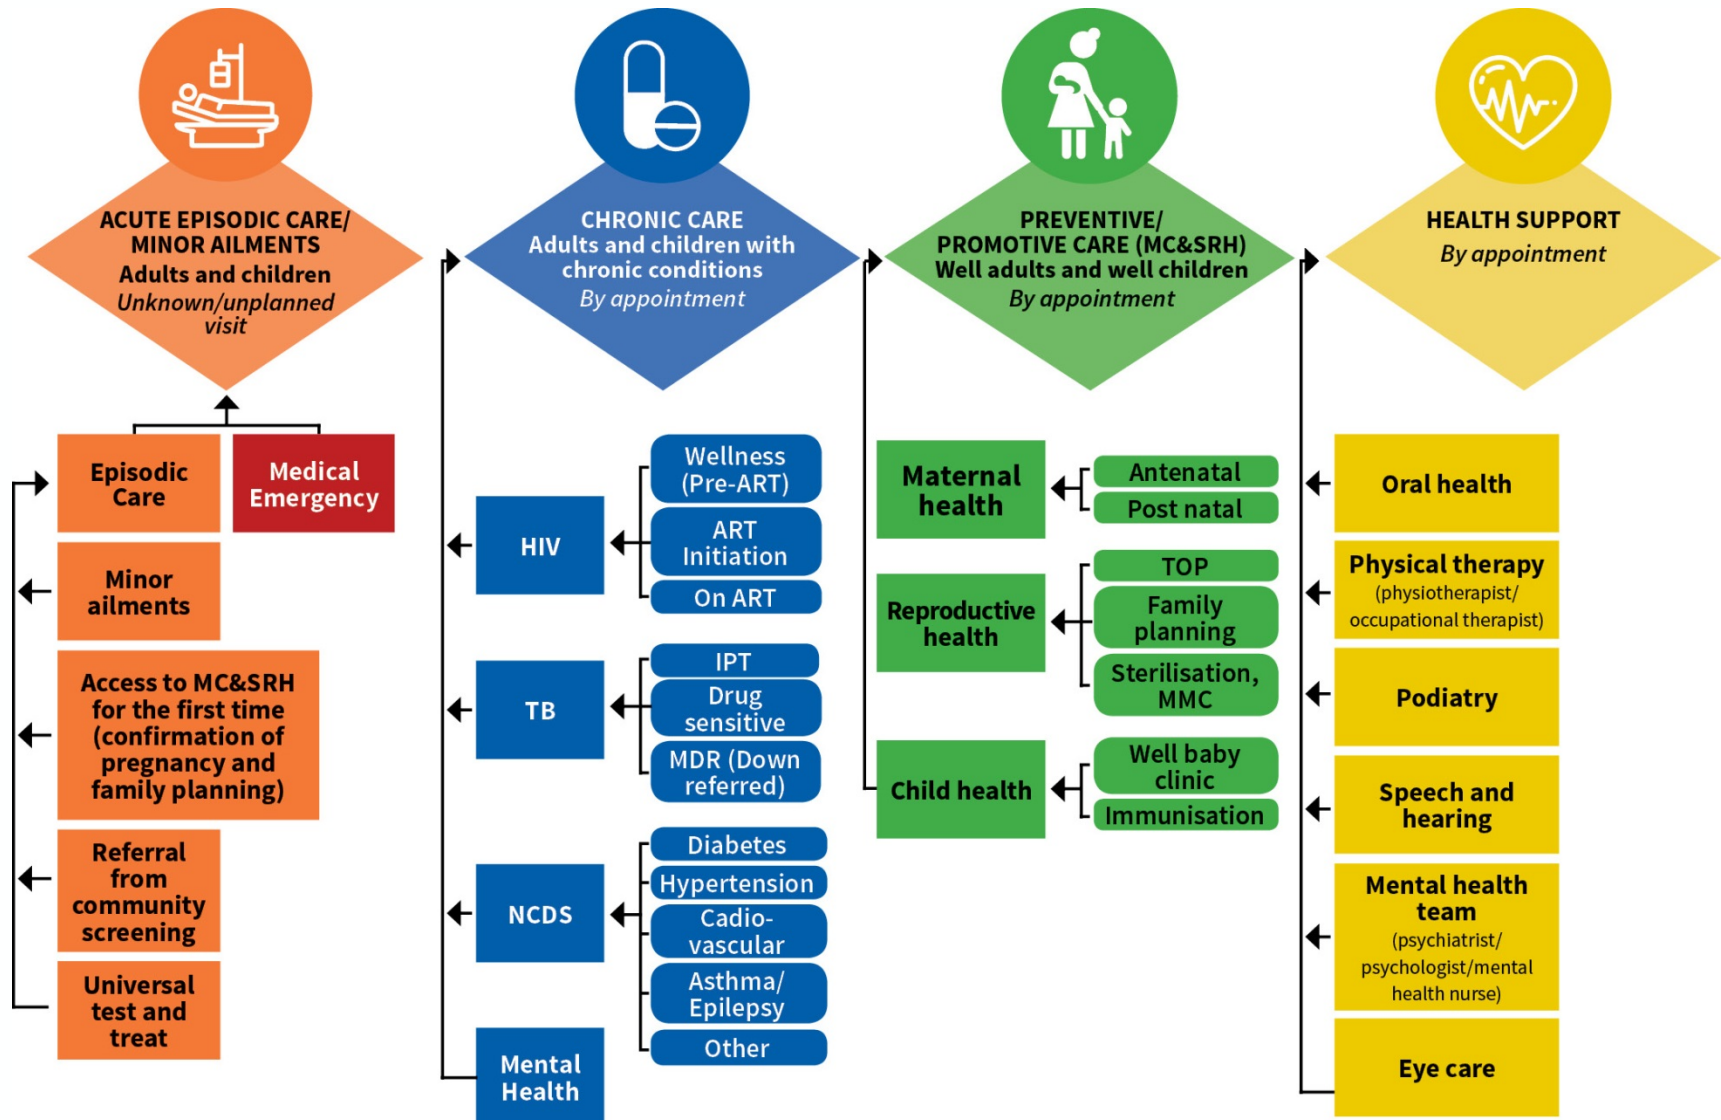 ACUTE EPISODIC CARE/
MINOR AILMENTS
Adults and children
Unknown/unplanned
visit
Episodic
Care
Medical
Emergency
Minor
ailments
Access to MC&SRH
for the first time
(confirmation of
pregnancy and
family planning)
Referral
from
community
screening
Universal
test and
treat
CHRONIC CARE
Adults and children with
chronic conditions
By appointment
HIV
Wellness
(Pre-ART)
ART
Initiation
On ART
TB
IPT
Drug
sensitive
MDR (Down
referred)
NCDS
Diabetes
Hypertension
Cadio-
vascular
Asthma/
Epilepsy
Other
Mental
Health
PREVENTIVE/
PROMOTIVE CARE (MC&SRH)
Well adults and well children
By appointment
Maternal
health
Antenatal
Post natal
Reproductive
health
TOP
Family
planning
Sterilisation,
MMC
Child health
Well baby
clinic
Immunisation
HEALTH SUPPORT
By appointment
Oral health
Physical therapy
(physiotherapist/
occupational therapist)
Podiatry
Speech and
hearing
Mental health
team
(psychiatrist/
psychologist/mental
health nurse)
Eye care